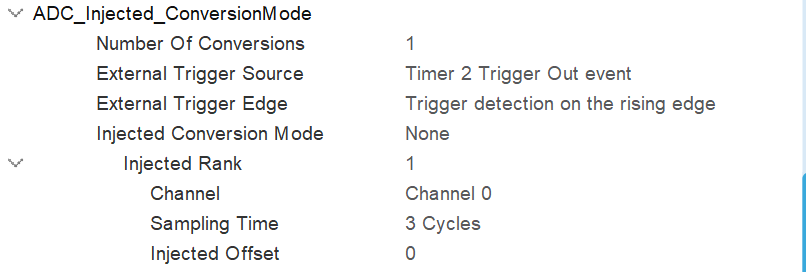 ADC_Injected_ConversionMode
Number Of Conversions 1
External Trigger Source Timer 2 Trigger Out event
External Trigger Edge Trigger detection on the rising edge
Injected Conversion Mode None
Injected Rank 1
Channel Channel 0
Sampling Time 3 Cycles
Injected Offset 0